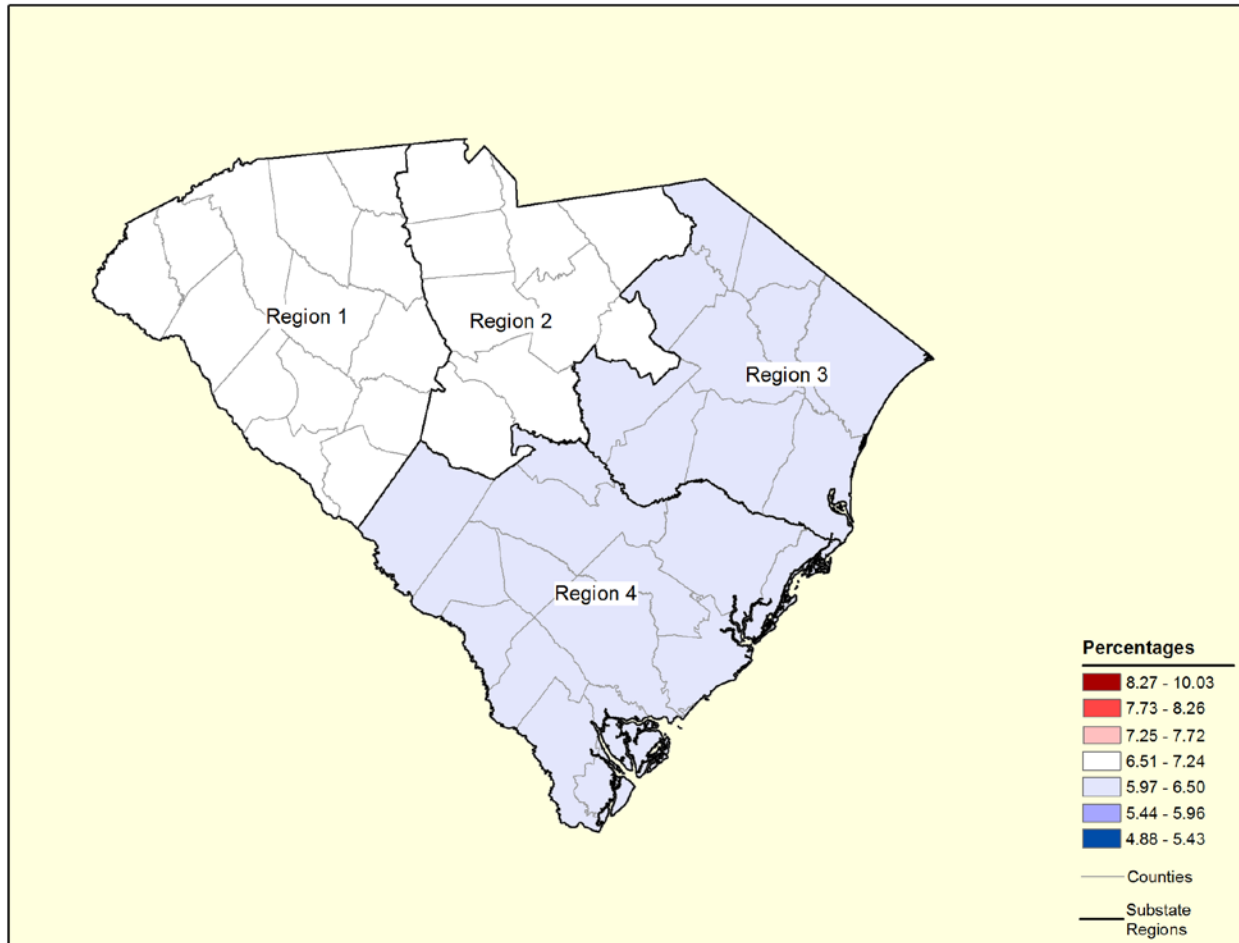 Region 1
Region 2
Region 3
Region 4
Percentages
8.27 - 10.03
7.73 - 8.26
7.25 - 7.72
6.51 - 7.24
5.97 - 6.50
5.44 - 5.96
4.88 - 5.43
Counties
Substate
Regions